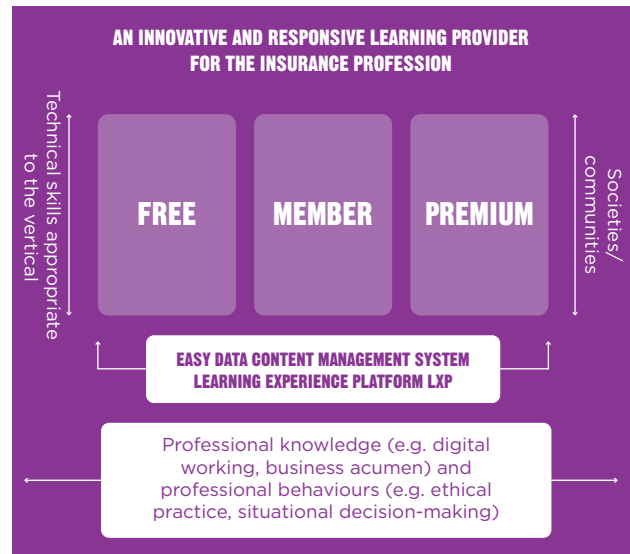 AN INNOVATIVE AND RESPONSIVE LEARNING PROVIDER
FOR THE INSURANCE PROFESSION
Technical skills appropriate
to the vertical
FREE
MEMBER
PREMIUM
Societies/
communities
EASY DATA CONTENT MANAGEMENT SYSTEM
LEARNING EXPERIENCE PLATFORM LXP
Professional knowledge (e.g. digital
working, business acumen) and
professional behaviours (e.g. ethical
practice, situational decision-making)